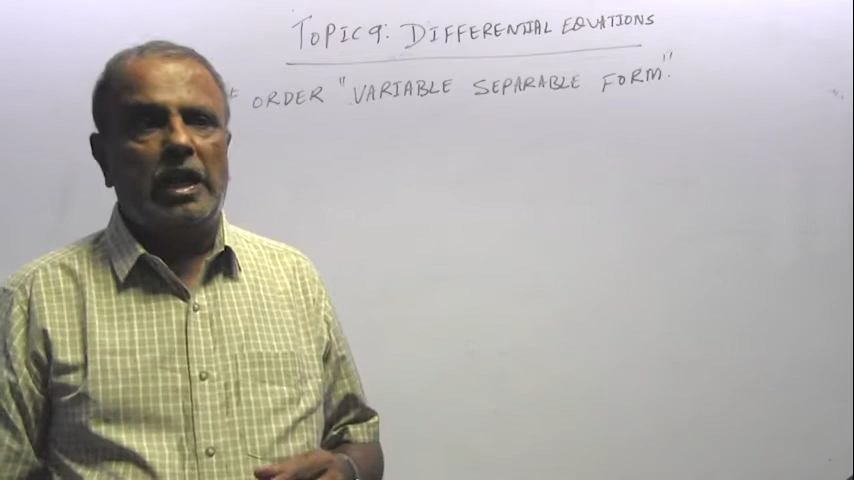 TOPIC 9: DIFFERENTIAL EQUATIONS
ORDER "VARIABLE SEPARABLE FORM"